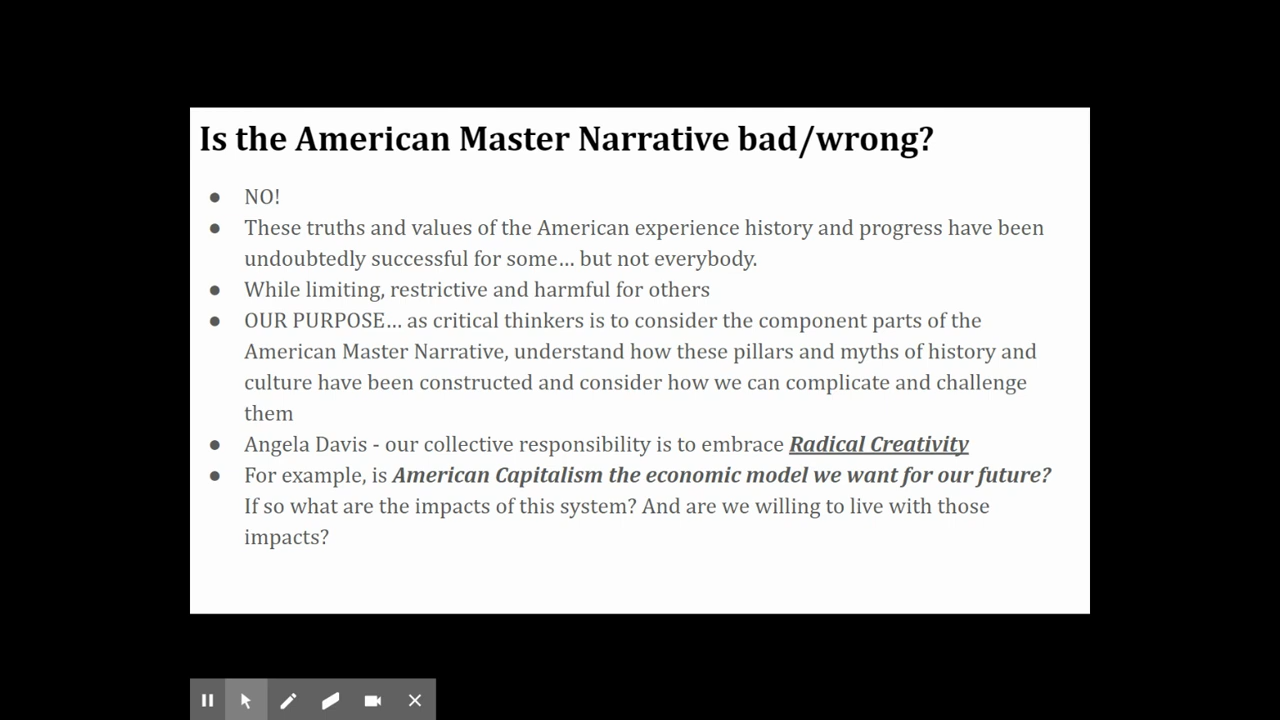 Is the American Master Narrative bad/wrong?
● NO!
● These truths and values of the American experience history and progress have been
undoubtedly successful for some… but not everybody.
● While limiting, restrictive and harmful for others
● OUR PURPOSE… as critical thinkers is to consider the component parts of the
American Master Narrative, understand how these pillars and myths of history and
culture have been constructed and consider how we can complicate and challenge
them
● Angela Davis - our collective responsibility is to embrace Radical Creativity
● For example, is American Capitalism the economic model we want for our future?
If so what are the impacts of this system? And are we willing to live with those
impacts?